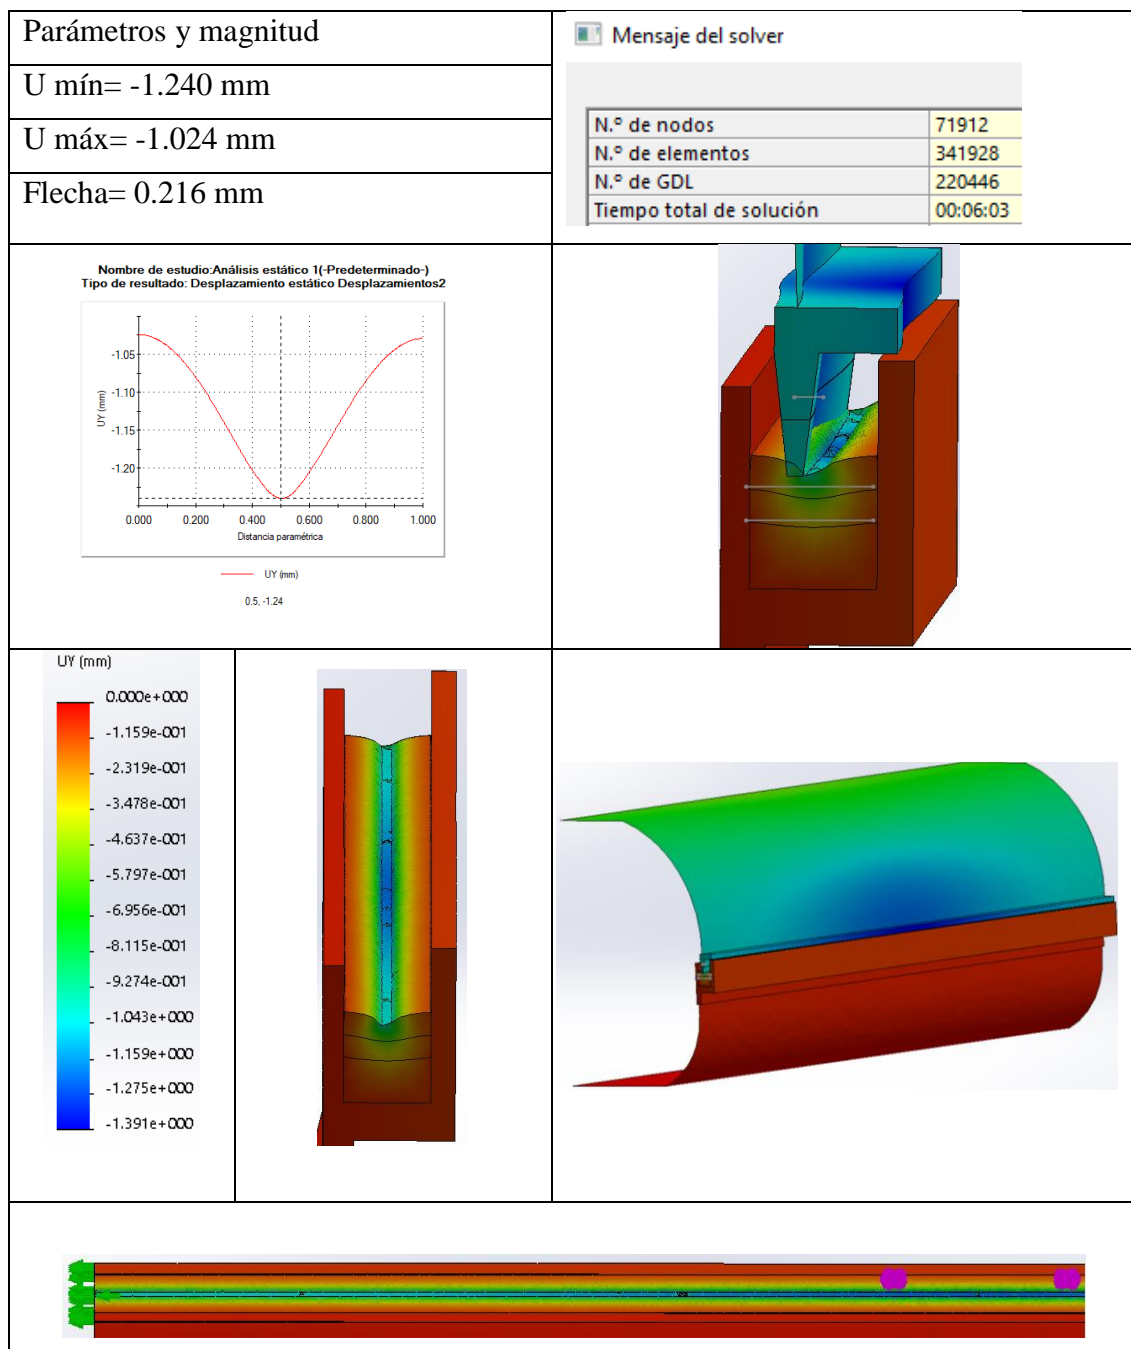 Parámetros y magnitud
U mín= -1.240 mm
U máx= -1.024 mm
Flecha= 0.216 mm
Mensaje del solver
N.º de nodos 71912
N.º de elementos 341928
N.º de GDL 220446
Tiempo total de solución 00:06:03
Nombre de estudio:Análisis estático 1(-Predeterminado-)
Tipo de resultado: Desplazamiento estático Desplazamientos2
UY (mm)
-1.05
-1.10
-1.15
-1.20
0.000 0.200 0.400 0.600 0.800 1.000
Distancia paramétrica
UY (mm)
0.5, -1.24
UY (mm)
0.000e+000
-1.159e-001
-2.319e-001
-3.478e-001
-4.637e-001
-5.797e-001
-6.956e-001
-8.115e-001
-9.274e-001
-1.043e+000
-1.159e+000
-1.275e+000
-1.391e+000